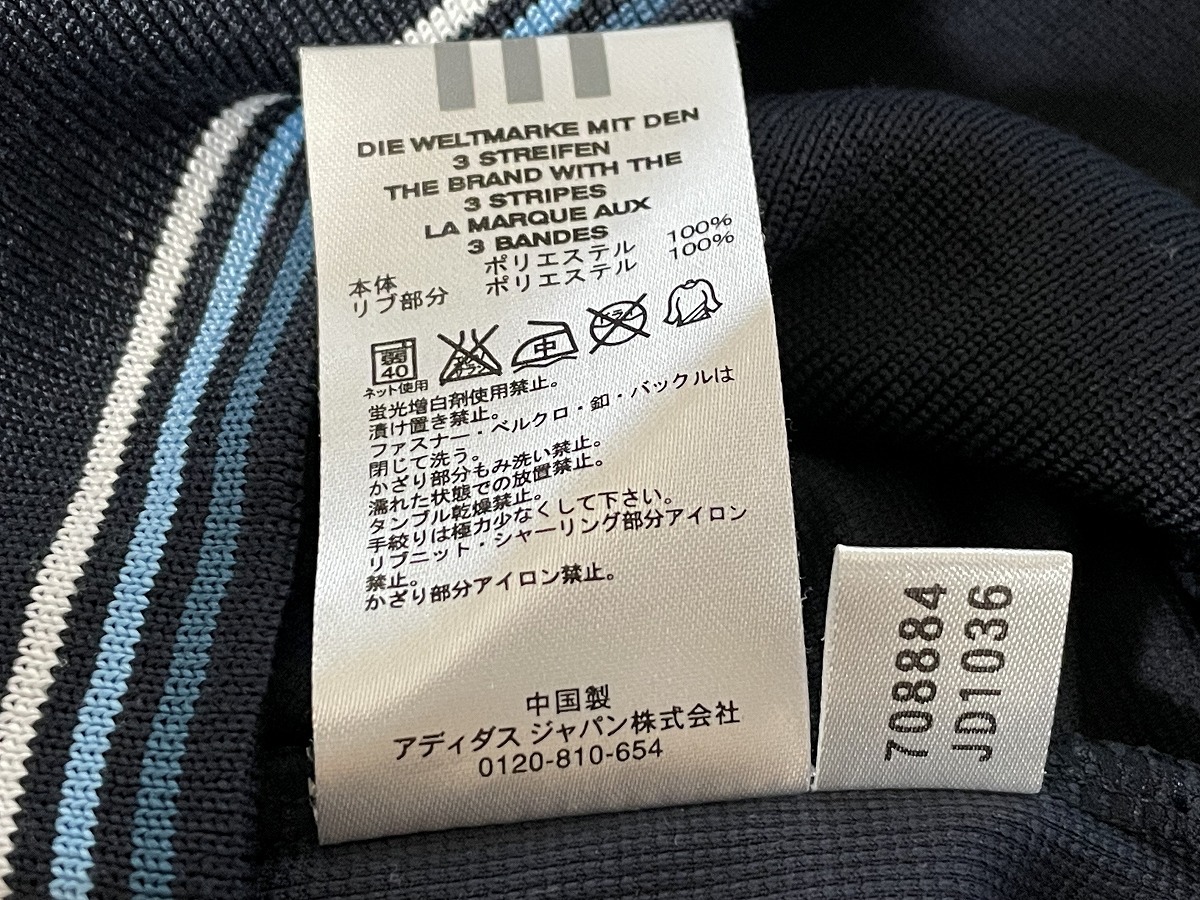 DIE WELTMARKE MIT DEN
3 STREIFEN
THE BRAND WITH THE
3 STRIPES
LA MARQUE AUX
3 BANDES
本体 ポリエステル 100%
リブ部分 ポリエステル 100%
弱
40
エンソ
サラシ
中
ドライ
ネット使用
蛍光増白剤使用禁止。
漬け置き禁止。
ファスナー・ベルクロ・釦・バックルは
閉じて洗う。
かざり部分もみ洗い禁止。
濡れた状態での放置禁止。
タンブル乾燥禁止。
手絞りは極力少なくして下さい。
リブニット・シャーリング部分アイロン
禁止。
かざり部分アイロン禁止。
中国製
アディダス ジャパン株式会社
0120-810-654
708884
JD1036